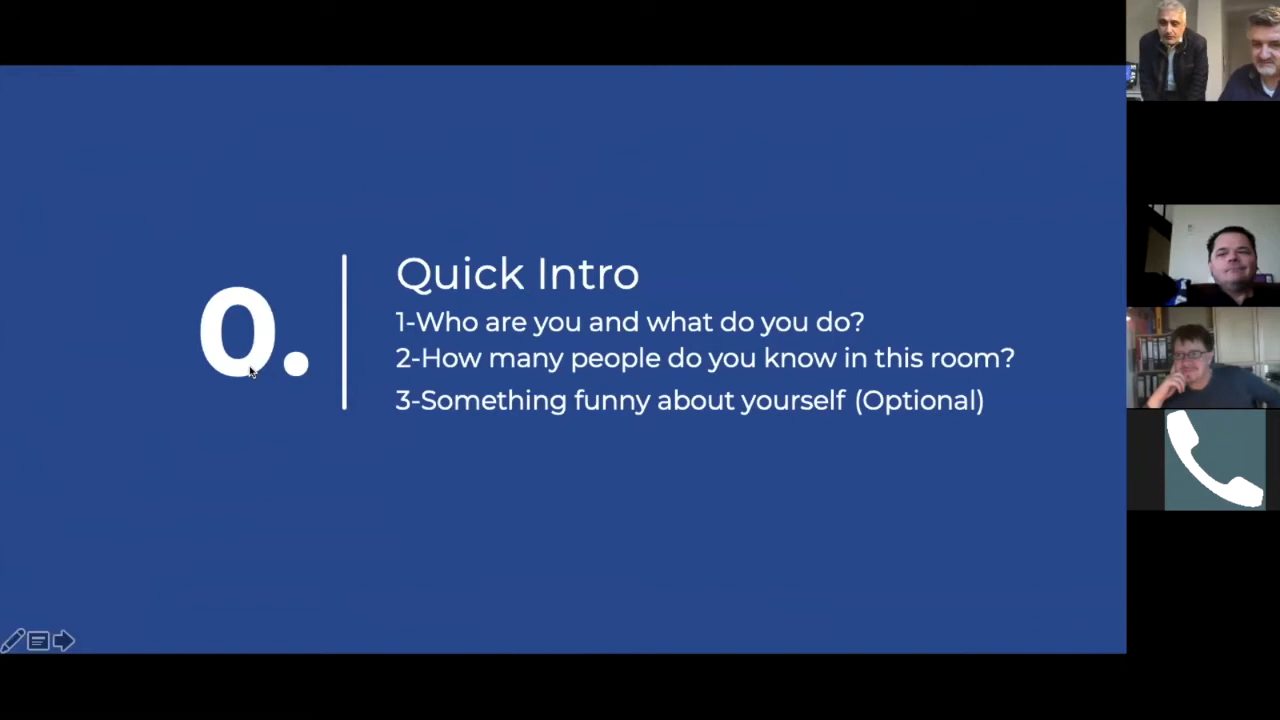 0.
Quick Intro
1-Who are you and what do you do?
2-How many people do you know in this room?
3-Something funny about yourself (Optional)